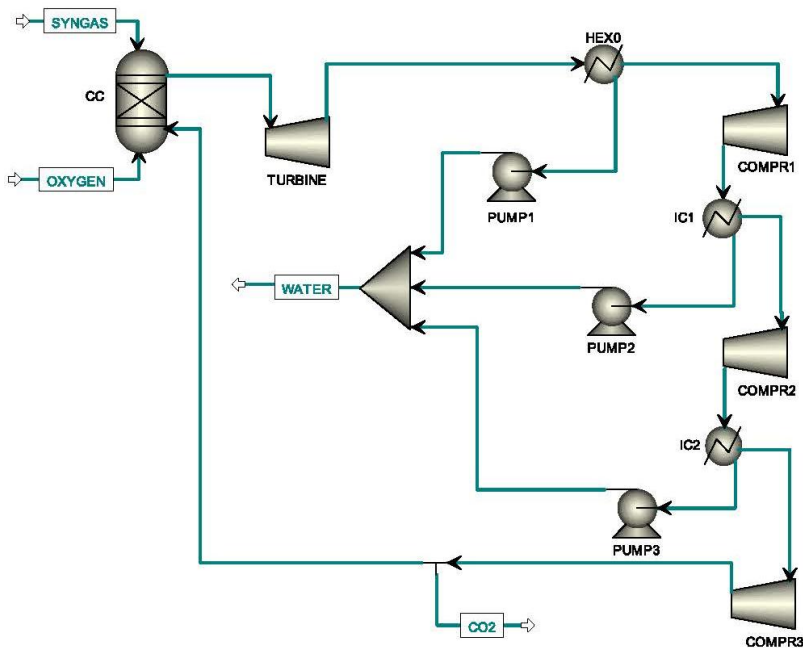 SYNGAS
HEX0
CC
COMPR1
TURBINE
OXYGEN
PUMP1
IC1
WATER
PUMP2
COMPR2
IC2
PUMP3
CO2
COMPR3